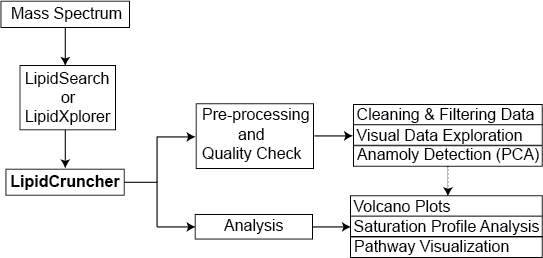 Mass Spectrum
LipidSearch
or
LipidXplorer
LipidCruncher
Pre-processing
and
Quality Check
Cleaning & Filtering Data
Visual Data Exploration
Anamoly Detection (PCA)
Analysis
Volcano Plots
Saturation Profile Analysis
Pathway Visualization